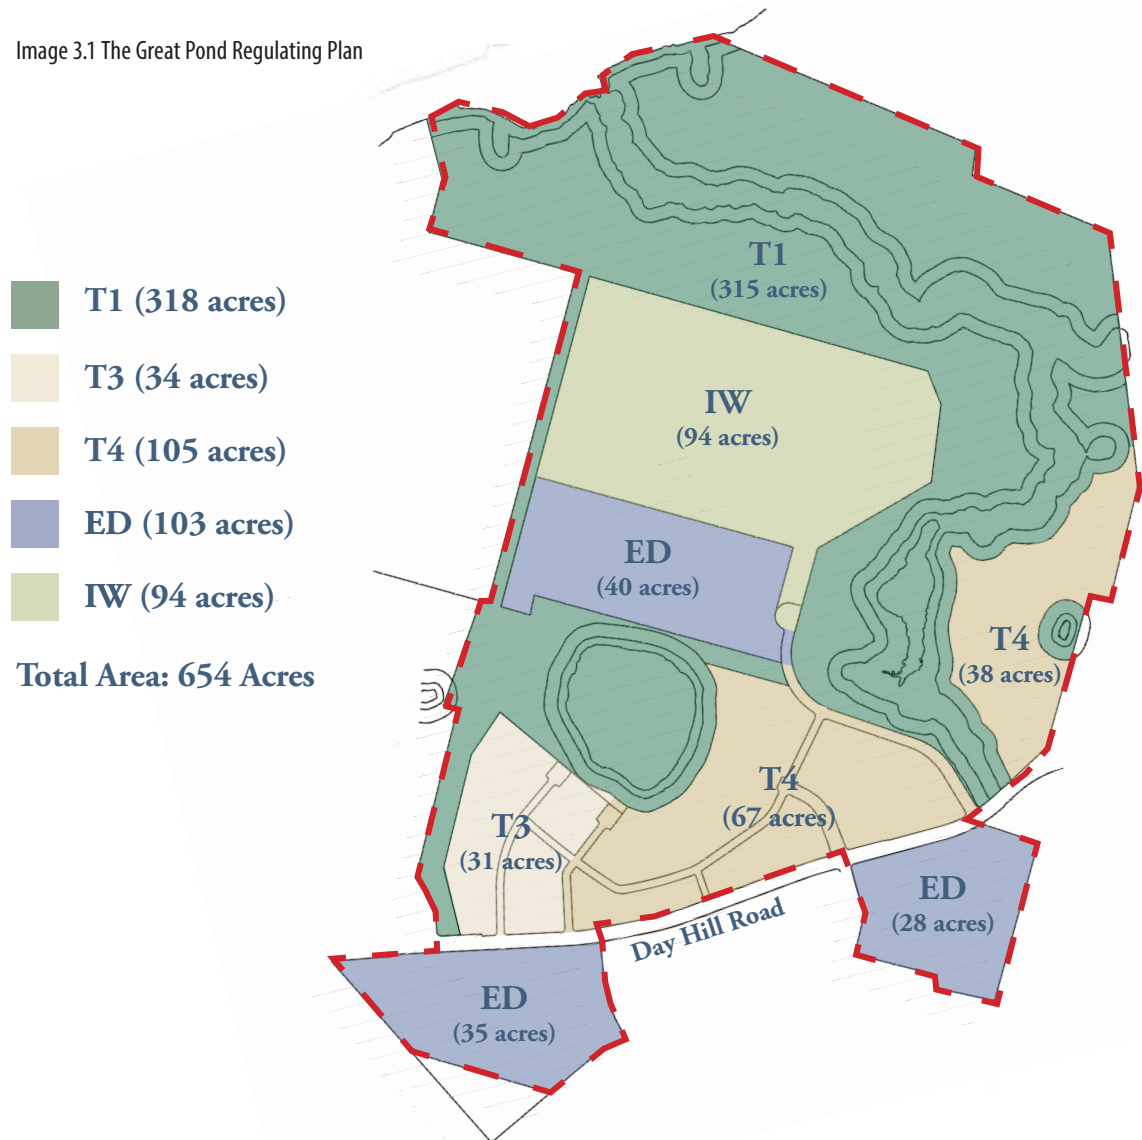 Image 3.1 The Great Pond Regulating Plan
T1 (318 acres)
T3 (34 acres)
T4 (105 acres)
ED (103 acres)
IW (94 acres)
Total Area: 654 Acres
T1
(315 acres)
IW
(94 acres)
ED
(40 acres)
T4
(38 acres)
T4
(67 acres)
T3
(31 acres)
ED
(28 acres)
Day Hill Road
ED
(35 acres)